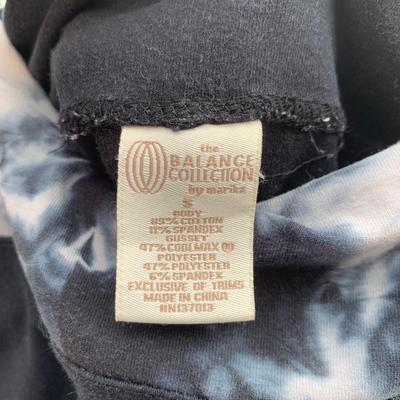 the
BALANCE
COLLECTION
by marika
S
BODY
89% COTTON
11% SPANDEX
GUSSET
47% COOLMAX ®
POLYESTER
47% POLYESTER
6% SPANDEX
EXCLUSIVE OF TRIMS
MADE IN CHINA
RN137013